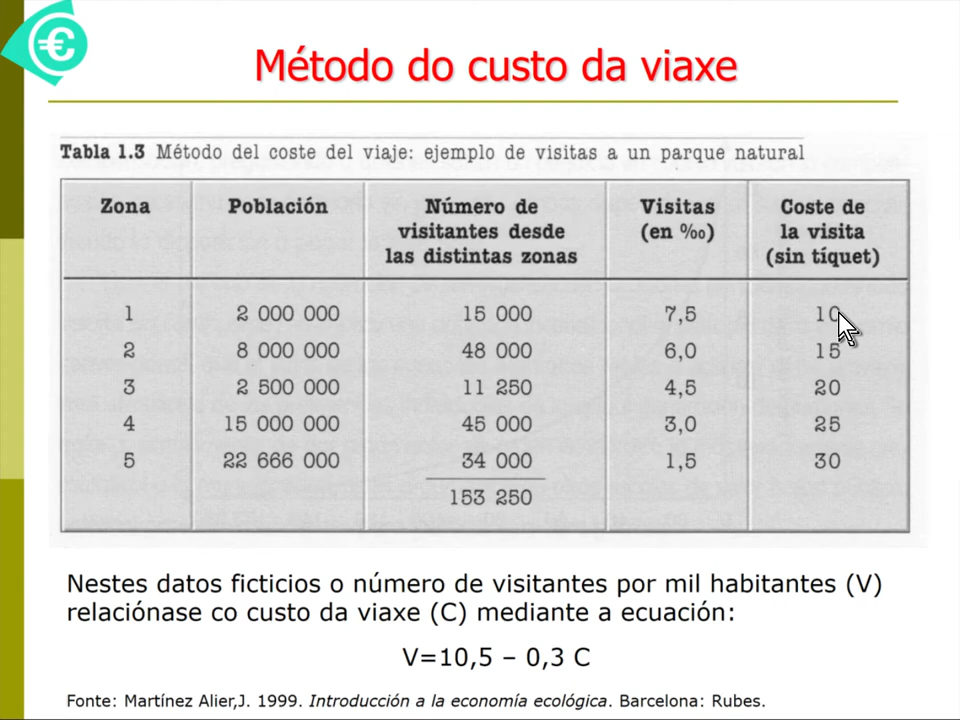 €
Método do custo da viaxe
Tabla 1.3 Método del coste del viaje: ejemplo de visitas a un parque natural
Zona Población Número de visitantes desde las distintas zonas Visitas (en ‰) Coste de la visita (sin tíquet)
1 2 000 000 15 000 7,5 10
2 8 000 000 48 000 6,0 15
3 2 500 000 11 250 4,5 20
4 15 000 000 45 000 3,0 25
5 22 666 000 34 000 1,5 30
153 250
Nestes datos ficticios o número de visitantes por mil habitantes (V)
relaciónase co custo da viaxe (C) mediante a ecuación:
V=10,5 – 0,3 C
Fonte: Martínez Alier,J. 1999. Introducción a la economía ecológica. Barcelona: Rubes.